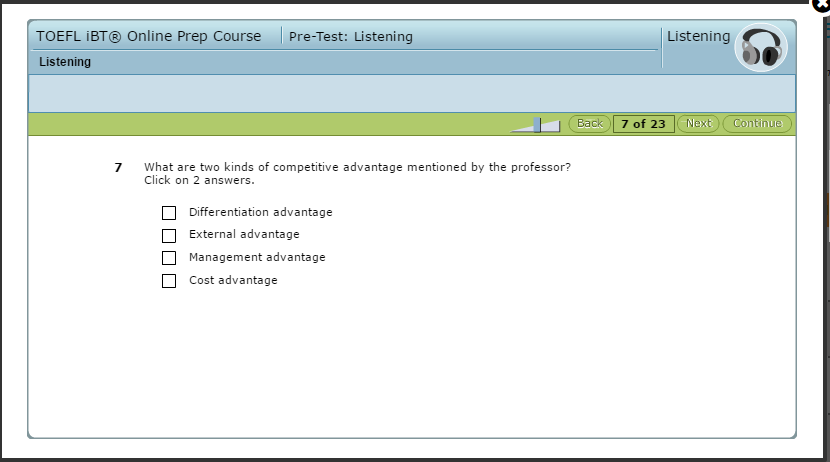 TOEFL iBT® Online Prep Course
Pre-Test: Listening
Listening
Listening
Back
7 of 23
Next
Continue
7 What are two kinds of competitive advantage mentioned by the professor?
Click on 2 answers.
Differentiation advantage
External advantage
Management advantage
Cost advantage